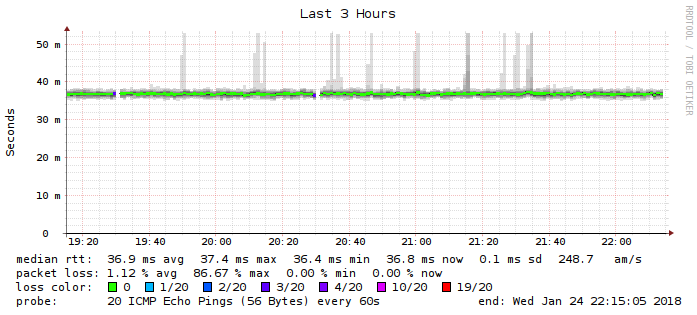 Last 3 Hours
RRDTOOL / TOBI OETIKER
Seconds
50 m
40 m
30 m
20 m
10 m
0
19:20 19:40 20:00 20:20 20:40 21:00 21:20 21:40 22:00
median rtt: 36.9 ms avg 37.4 ms max 36.4 ms min 36.8 ms now 0.1 ms sd 248.7 am/s
packet loss: 1.12 % avg 86.67 % max 0.00 % min 0.00 % now
loss color: 0 1/20 2/20 3/20 4/20 10/20 19/20
probe: 20 ICMP Echo Pings (56 Bytes) every 60s end: Wed Jan 24 22:15:05 2018